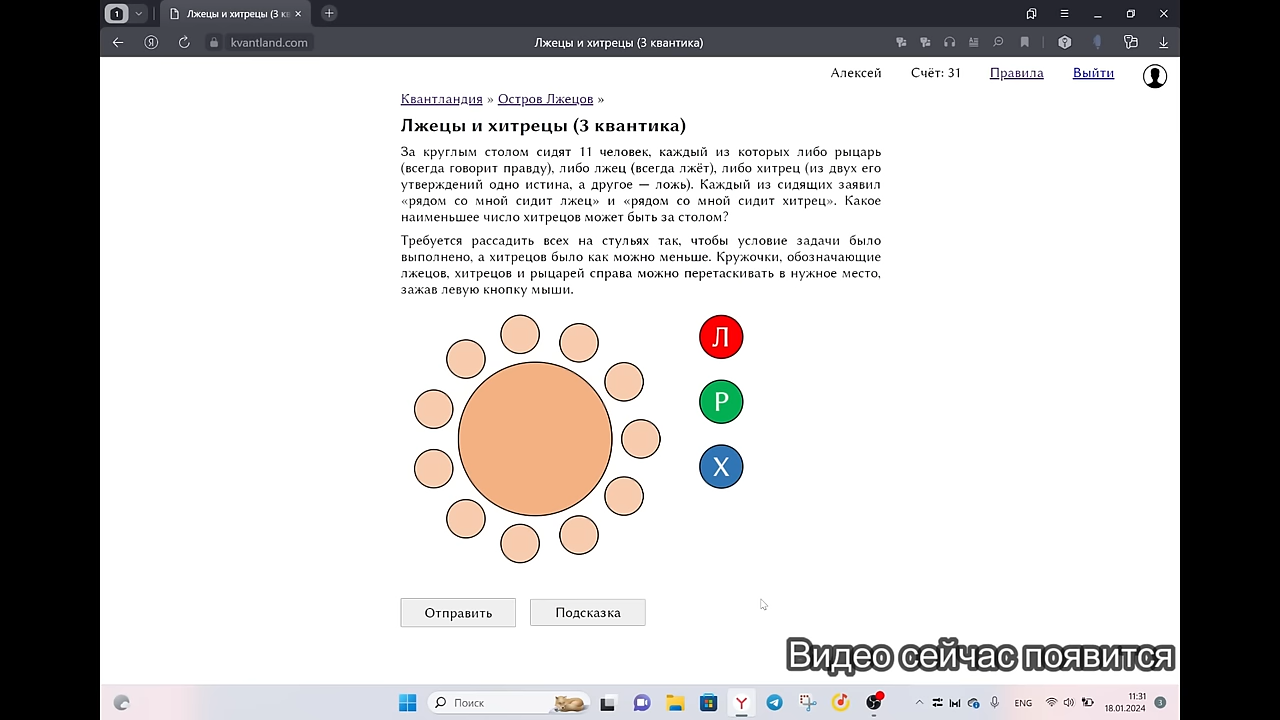 1
Лжецы и хитрецы (3 кв
kvantland.com
Лжецы и хитрецы (3 квантика)
Алексей Счёт: 31 Правила Выйти
Квантландия » Остров Лжецов »
Лжецы и хитрецы (3 квантика)
За круглым столом сидят 11 человек, каждый из которых либо рыцарь
(всегда говорит правду), либо лжец (всегда лжёт), либо хитрец (из двух его
утверждений одно истина, а другое — ложь). Каждый из сидящих заявил
«рядом со мной сидит лжец» и «рядом со мной сидит хитрец». Какое
наименьшее число хитрецов может быть за столом?
Требуется рассадить всех на стульях так, чтобы условие задачи было
выполнено, а хитрецов было как можно меньше. Кружочки, обозначающие
лжецов, хитрецов и рыцарей справа можно перетаскивать в нужное место,
зажав левую кнопку мыши.
Л
Р
Х
Отправить Подсказка
Видео сейчас появится
Поиск
ENG
11:31
18.01.2024
3